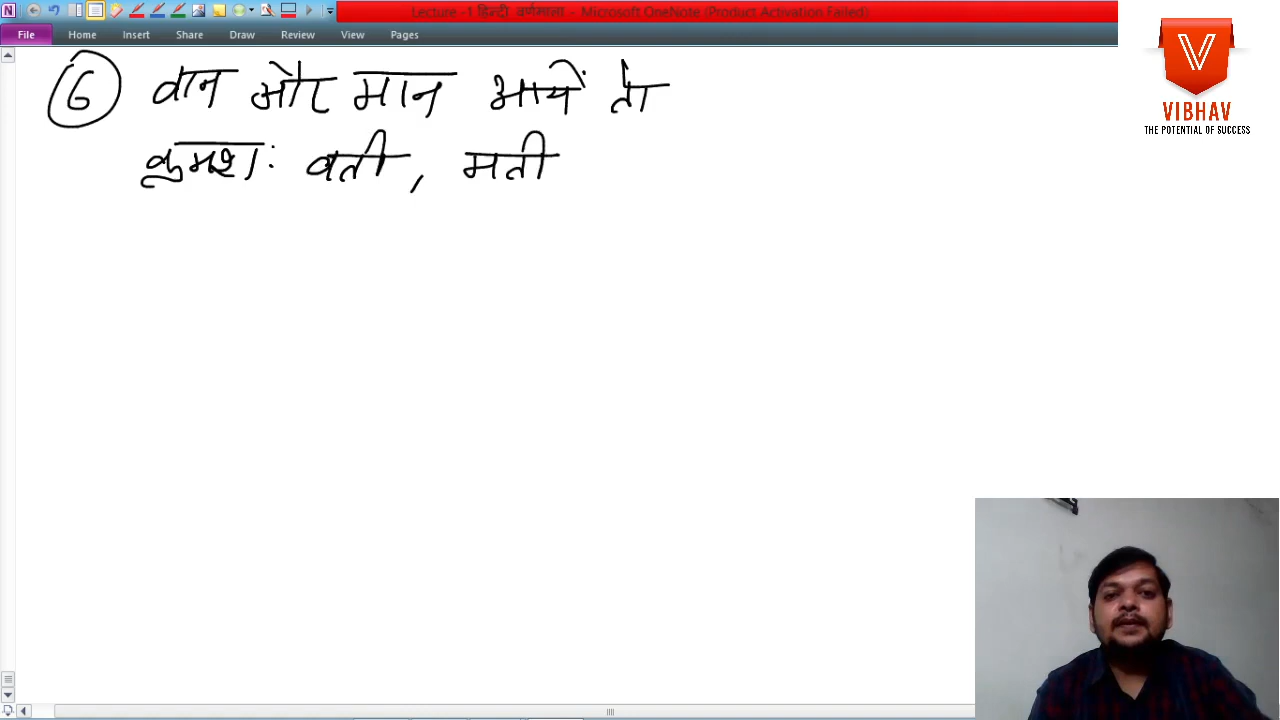 Lecture -1 हिन्दी वर्णमाला - Microsoft OneNote (Product Activation Failed)
File Home Insert Share Draw Review View Pages
VIBHAV
THE POTENTIAL OF SUCCESS
6 वान और मान आयें तो
क्रमश: वती, मती